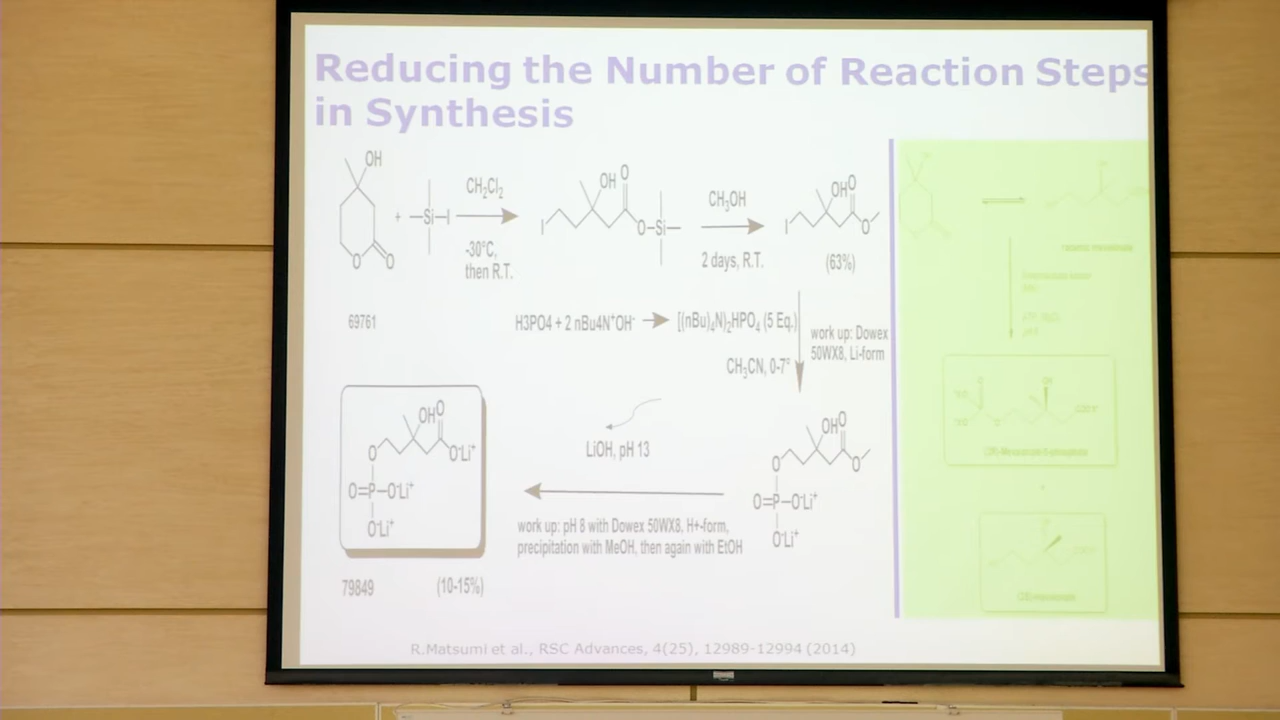 Reducing the Number of Reaction Steps
in Synthesis
OH
O
O
69761
+
Si
I
CH₂Cl₂
-30°C,
then R.T.
I
OH
O
O
Si
CH₃OH
2 days, R.T.
I
OH
O
O
(63%)
H3PO4 + 2 nBu4N⁺OH⁻
[(nBu)₄N)₂HPO₄ (5 Eq.)
CH₃CN, 0-7°
work up: Dowex
50WX8, Li-form
OH
O
O
O
O=P-O⁻Li⁺
O⁻Li⁺
LiOH, pH 13
work up: pH 8 with Dowex 50WX8, H+-form,
precipitation with MeOH, then again with EtOH
OH
O
O⁻Li⁺
O
O=P-O⁻Li⁺
O⁻Li⁺
79849
(10-15%)
R.Matsumi et al., RSC Advances, 4(25), 12989-12994 (2014)